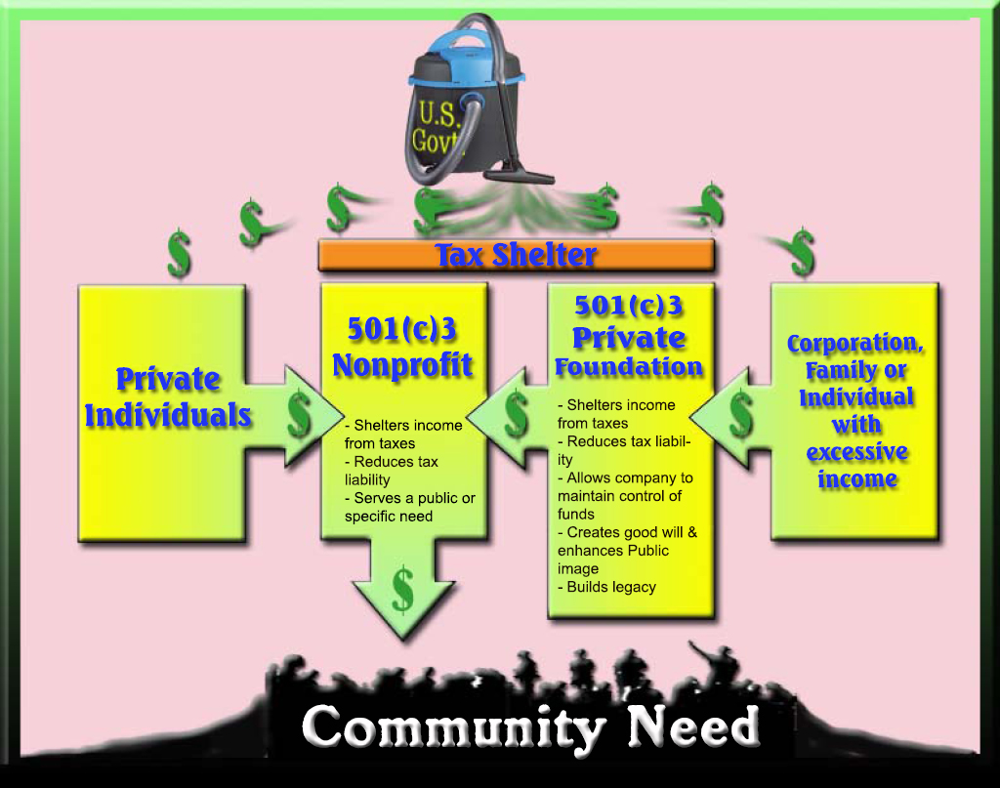 U.S.
Govt.
$ $ $ $ $ $ $
Tax Shelter
Private
Individuals
$
501(c)3
Nonprofit
- Shelters income
from taxes
- Reduces tax
liability
- Serves a public or
specific need
$
$
501(c)3
Private
Foundation
- Shelters income
from taxes
- Reduces tax liabil-
ity
- Allows company to
maintain control of
funds
- Creates good will &
enhances Public
image
- Builds legacy
$
Corporation,
Family or
Individual
with
excessive
income
Community Need